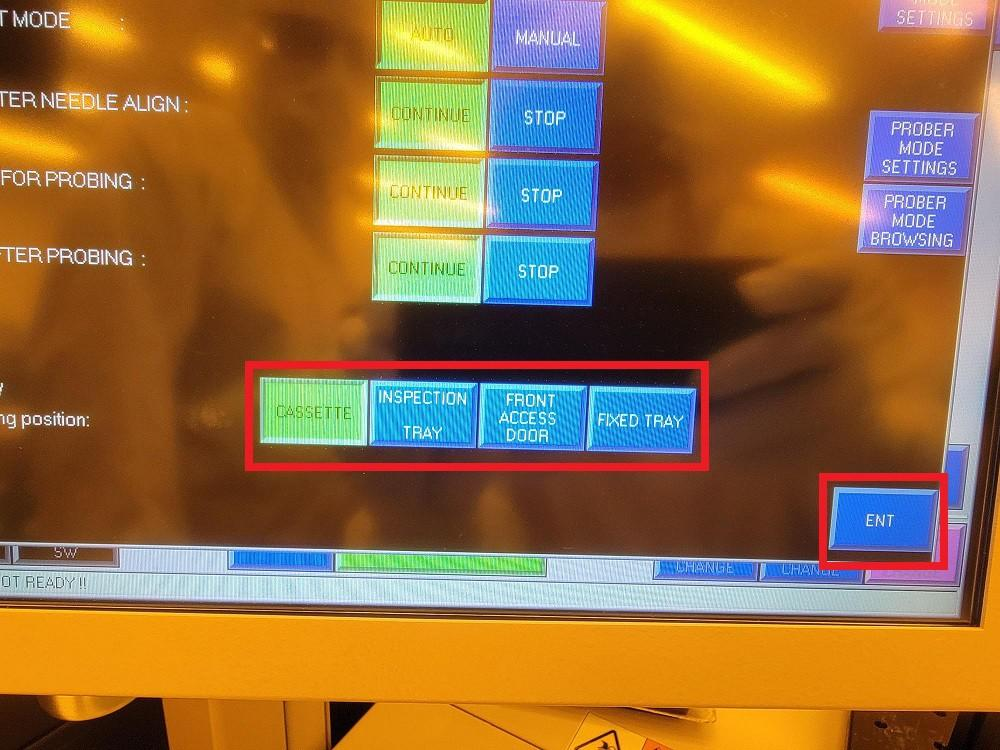 T MODE :
AUTO
MANUAL
MODE
SETTINGS
TER NEEDLE ALIGN :
CONTINUE
STOP
PROBER
MODE
SETTINGS
FOR PROBING :
CONTINUE
STOP
PROBER
MODE
BROWSING
TER PROBING :
CONTINUE
STOP
ng position:
CASSETTE
INSPECTION
TRAY
FRONT
ACCESS
DOOR
FIXED TRAY
ENT
SW
CHANGE
CHANGE
OT READY !!